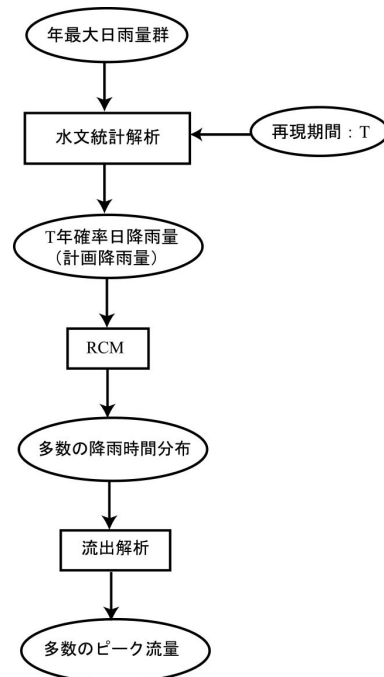 年最大日雨量群
水文統計解析
再現期間：T
T年確率日降雨量
（計画降雨量）
RCM
多数の降雨時間分布
流出解析
多数のピーク流量